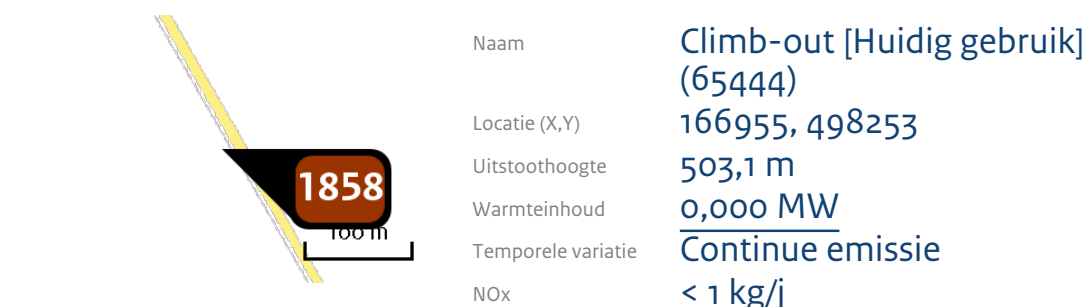 Naam Climb-out [Huidig gebruik]
(65444)
Locatie (X,Y) 166955, 498253
Uitstoothoogte 503,1 m
1858
Warmteinhoud 0,000 MW
100 m
Temporele variatie Continue emissie
NOx < 1 kg/j